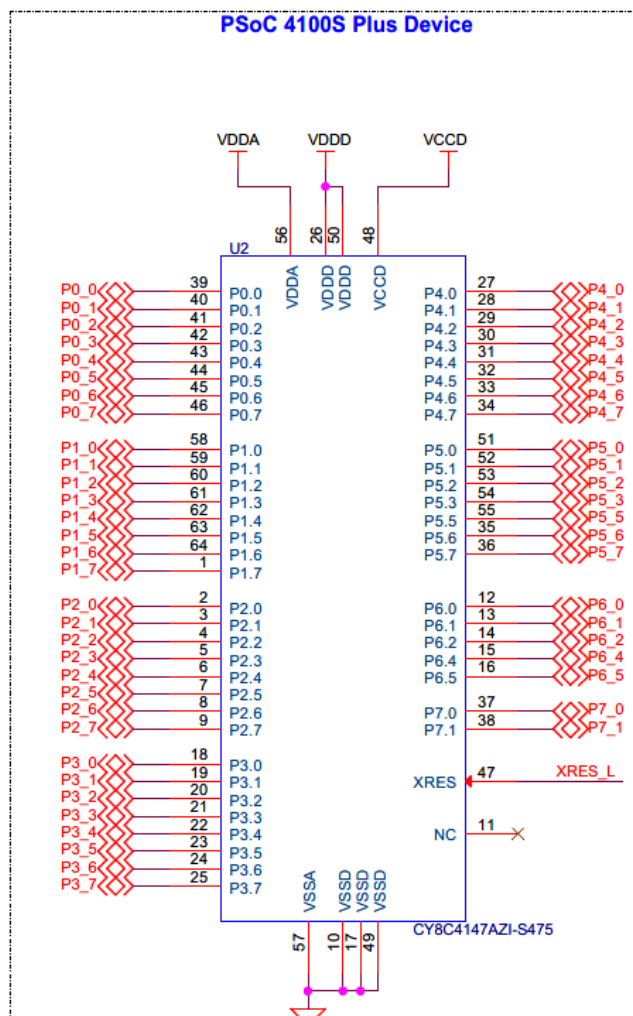 PSoC 4100S Plus Device
VDDA VDDD VCCD
56 26 50 48
U2
VDDA VDDD VDDD VCCD
P0_0 39 P0.0 P4.0 27 P4_0
P0_1 40 P0.1 P4.1 28 P4_1
P0_2 41 P0.2 P4.2 29 P4_2
P0_3 42 P0.3 P4.3 30 P4_3
P0_4 43 P0.4 P4.4 31 P4_4
P0_5 44 P0.5 P4.5 32 P4_5
P0_6 45 P0.6 P4.6 33 P4_6
P0_7 46 P0.7 P4.7 34 P4_7
P1_0 58 P1.0 P5.0 51 P5_0
P1_1 59 P1.1 P5.1 52 P5_1
P1_2 60 P1.2 P5.2 53 P5_2
P1_3 61 P1.3 P5.3 54 P5_3
P1_4 62 P1.4 P5.5 55 P5_5
P1_5 63 P1.5 P5.6 35 P5_6
P1_6 64 P1.6 P5.7 36 P5_7
P1_7 1 P1.7
P2_0 2 P2.0 P6.0 12 P6_0
P2_1 3 P2.1 P6.1 13 P6_1
P2_2 4 P2.2 P6.2 14 P6_2
P2_3 5 P2.3 P6.4 15 P6_4
P2_4 6 P2.4 P6.5 16 P6_5
P2_5 7 P2.5
P2_6 8 P2.6 P7.0 37 P7_0
P2_7 9 P2.7 P7.1 38 P7_1
P3_0 18 P3.0
P3_1 19 P3.1 XRES 47 XRES_L
P3_2 20 P3.2
P3_3 21 P3.3
P3_4 22 P3.4 NC 11
P3_5 23 P3.5
P3_6 24 P3.6
P3_7 25 P3.7
VSSA VSSD VSSD VSSD
CY8C4147AZI-S475
57 10 17 49